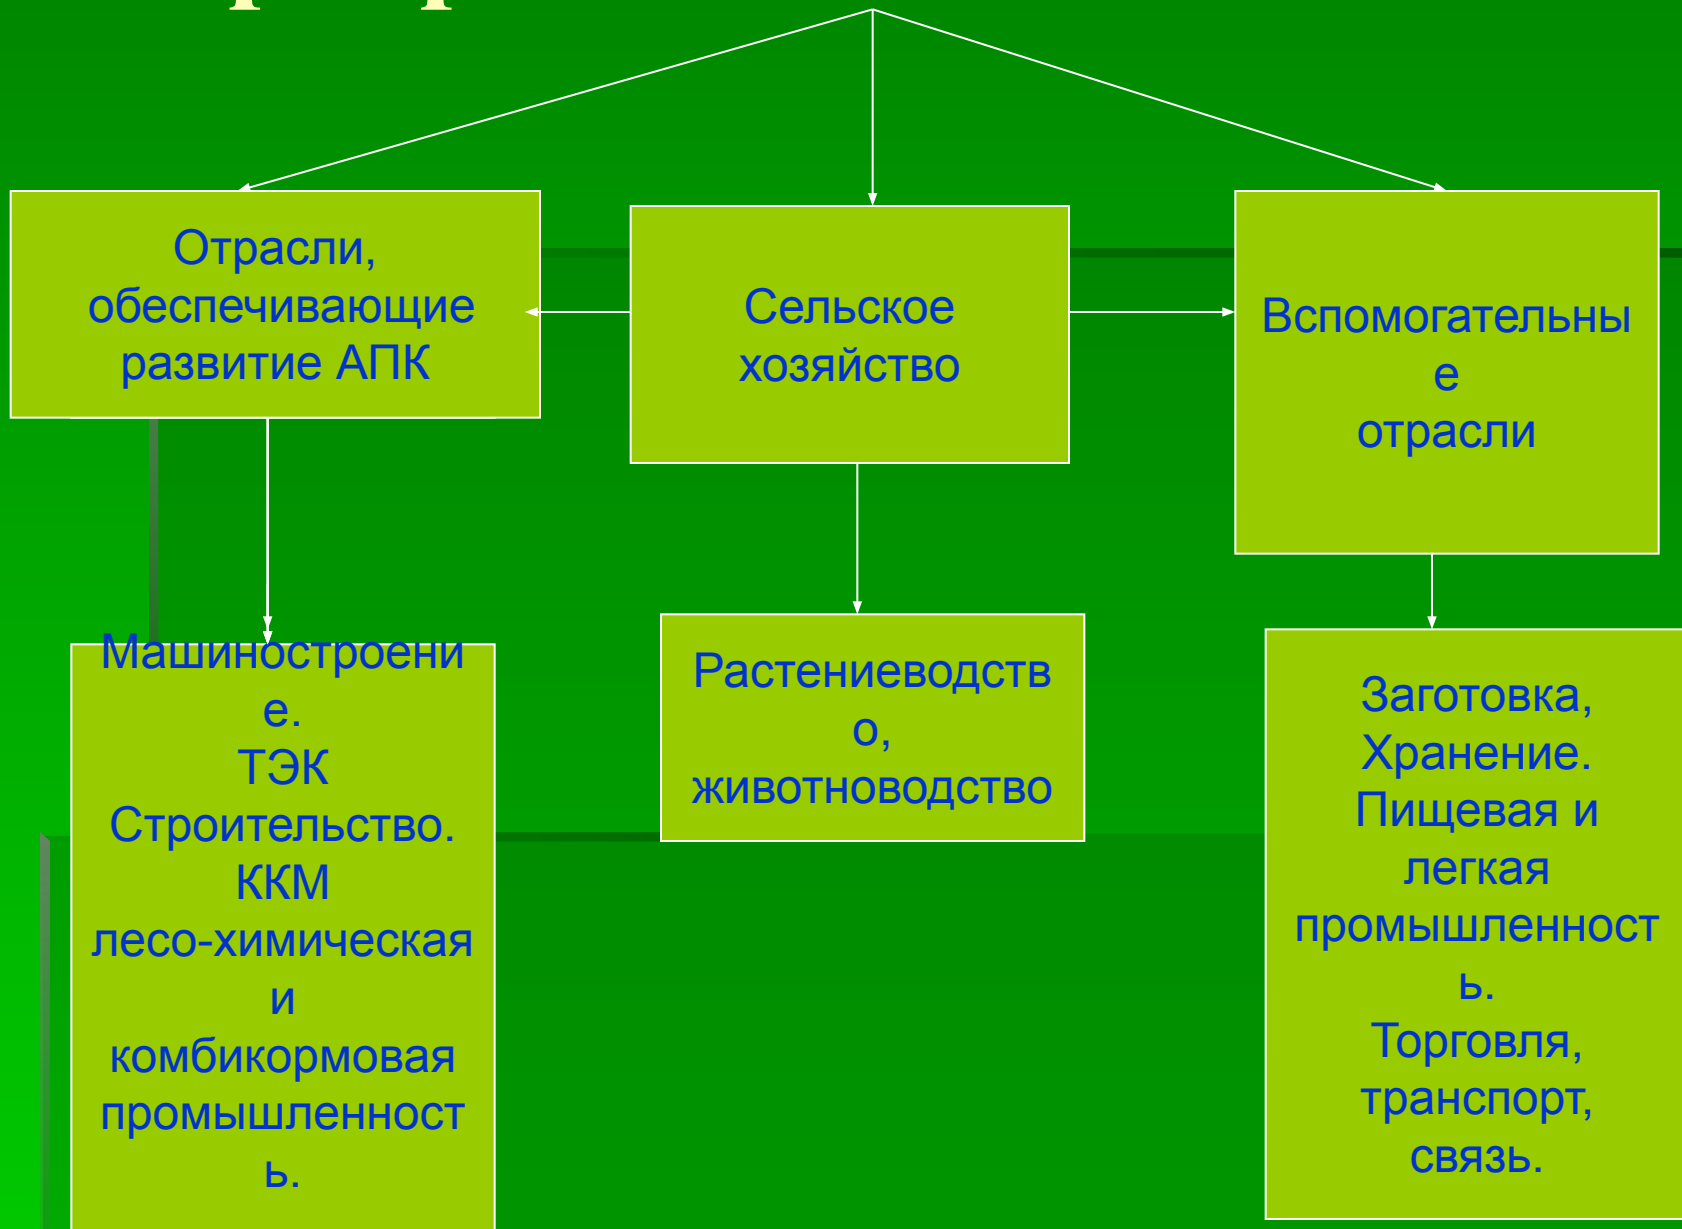 Отрасли,
обеспечивающие
развитие АПК
Сельское
хозяйство
Вспомогательны
е
отрасли
Машиностроени
е.
ТЭК
Строительство.
ККМ
лесо-химическая
и
комбикормовая
промышленност
ь.
Растениеводств
о,
животноводство
Заготовка,
Хранение.
Пищевая и
легкая
промышленност
ь.
Торговля,
транспорт,
связь.